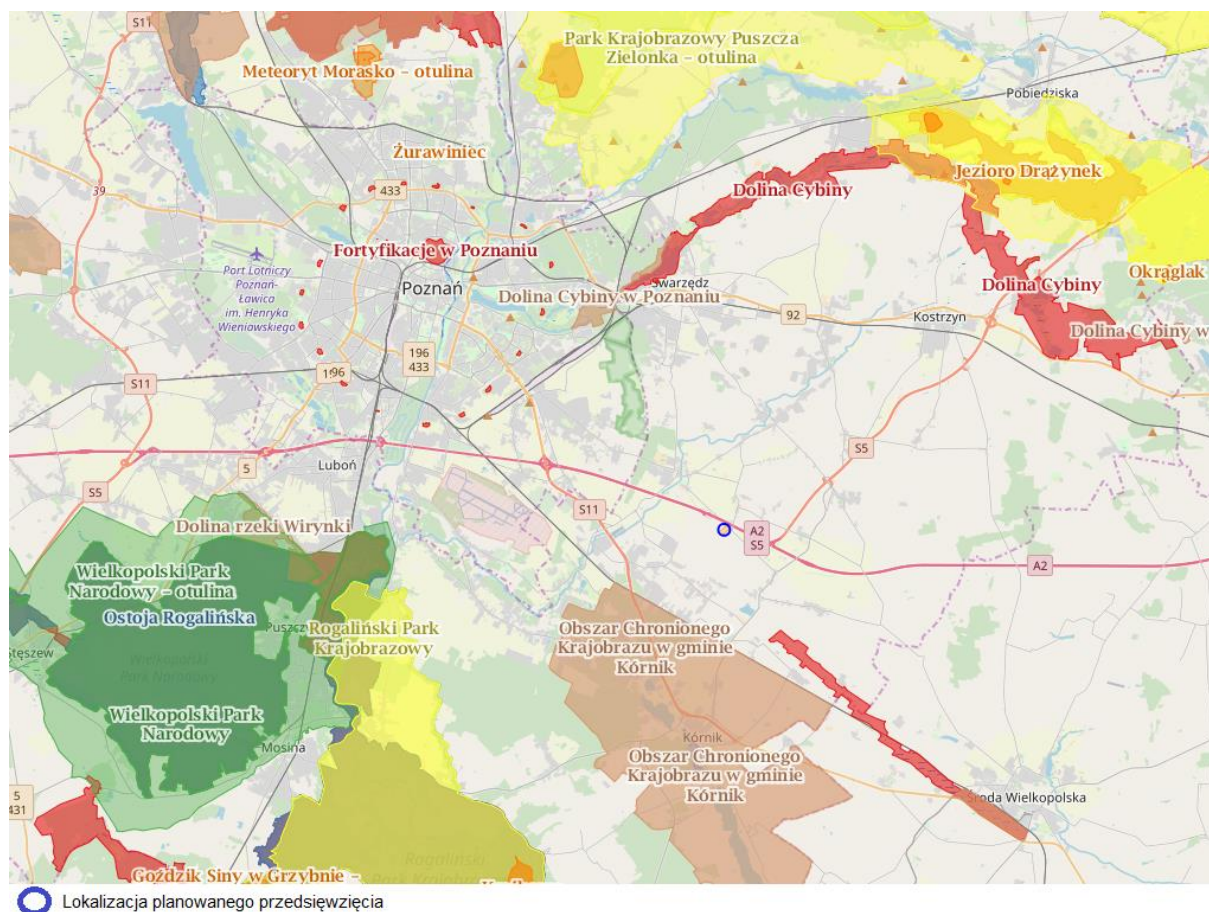 S11
Park Krajobrazowy Puszcza
Zielonka – otulina
Meteoryt Morasko – otulina
Pobiedziska
Żurawiniec
39
433
Jezioro Drążynek
Dolina Cybiny
Fortyfikacje w Poznaniu
Port Lotniczy
Poznań-
Ławica
im. Henryka
Wieniawskiego
Poznań
Swarzędz
Dolina Cybiny w Poznaniu
Okrąglak
Dolina Cybiny
92
Kostrzyn
Dolina Cybiny w
196
433
196
S11
5
Luboń
S5
S5
S11
A2
S5
A2
Dolina rzeki Wirynki
Wielkopolski Park
Narodowy – otulina
Ostoja Rogalińska
Rogaliński Park
Krajobrazowy
Obszar Chronionego
Krajobrazu w gminie
Kórnik
Stęszew
Wielkopolski
Park Narodowy
Wielkopolski Park
Narodowy
Mosina
Kórnik
Obszar Chronionego
Krajobrazu w gminie
Kórnik
Środa Wielkopolska
5
431
Rogaliński
Park Krajobrazowy
Goździk Siny w Grzybnie –
Lokalizacja planowanego przedsięwzięcia